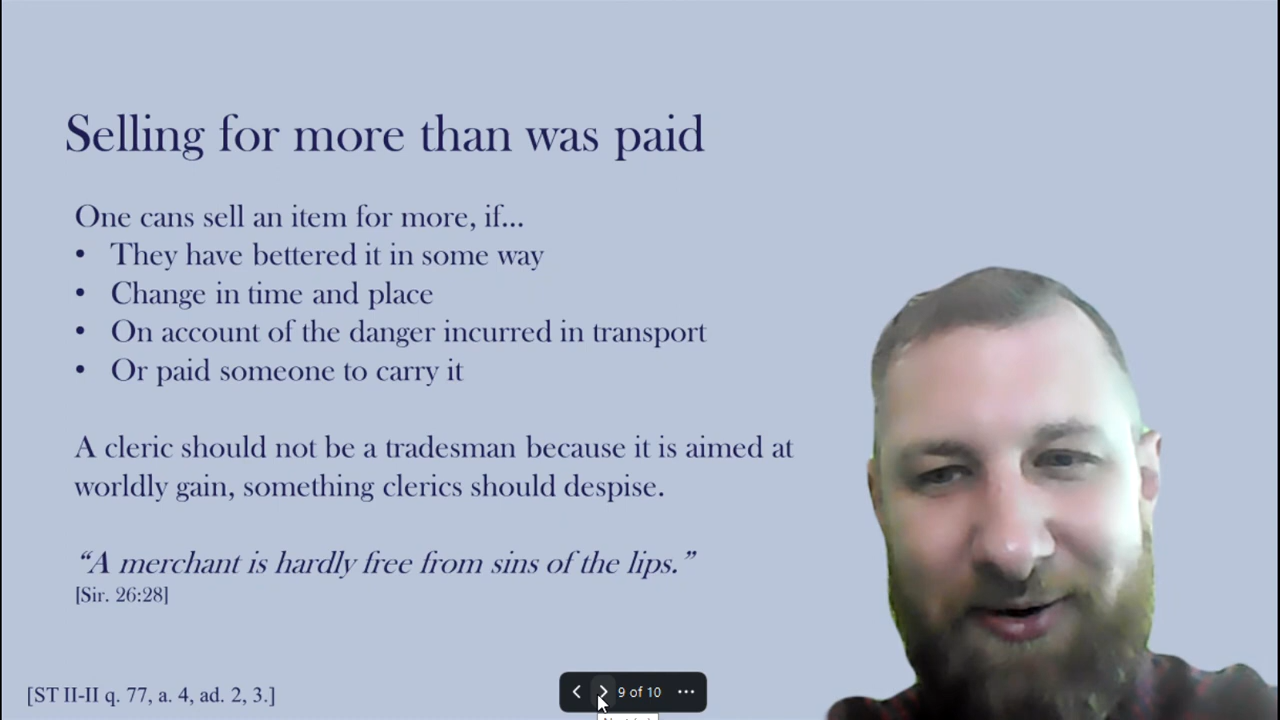 Selling for more than was paid
One cans sell an item for more, if...
• They have bettered it in some way
• Change in time and place
• On account of the danger incurred in transport
• Or paid someone to carry it
A cleric should not be a tradesman because it is aimed at
worldly gain, something clerics should despise.
“A merchant is hardly free from sins of the lips.”
[Sir. 26:28]
[ST II-II q. 77, a. 4, ad. 2, 3.]
9 of 10